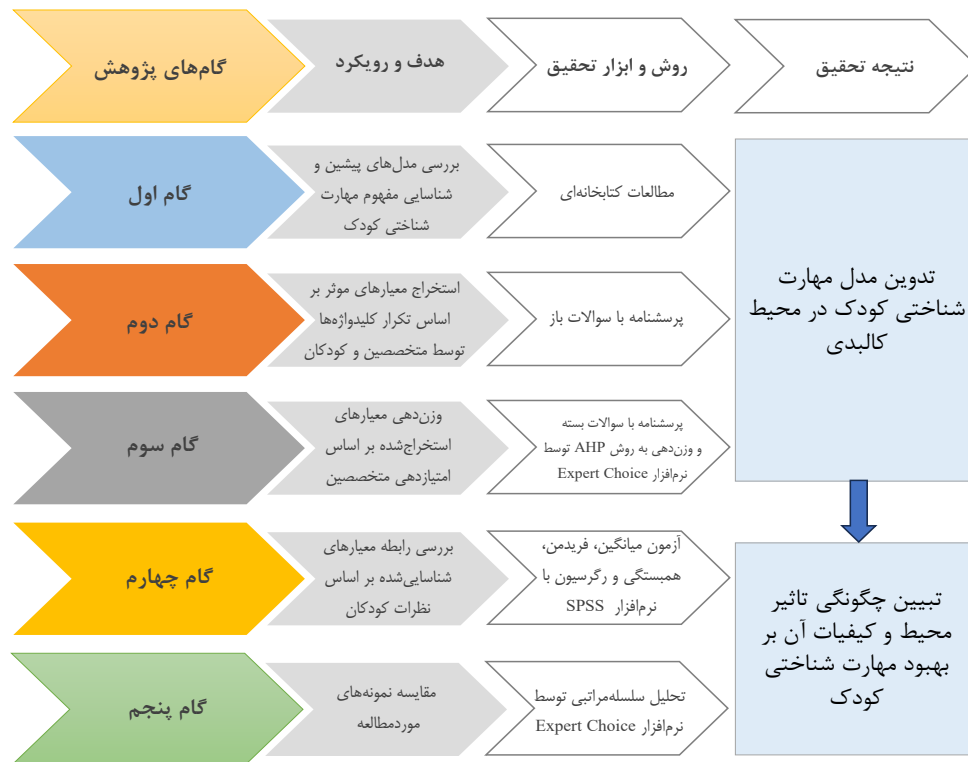 گام‌های پژوهش
هدف و رویکرد
روش و ابزار تحقیق
نتیجه تحقیق
گام اول
بررسی مدل‌های پیشین و
شناسایی مفهوم مهارت
شناختی کودک
مطالعات کتابخانه‌ای
گام دوم
استخراج معیارهای موثر بر
اساس تکرار کلیدواژه‌ها
توسط متخصصین و کودکان
پرسشنامه با سوالات باز
گام سوم
وزن‌دهی معیارهای
استخراج‌شده بر اساس
امتیازدهی متخصصین
پرسشنامه با سوالات بسته
و وزن‌دهی به روش AHP توسط
نرم‌افزار Expert Choice
تدوین مدل مهارت
شناختی کودک در محیط
کالبدی
گام چهارم
بررسی رابطه معیارهای
شناسایی‌شده بر اساس
نظرات کودکان
آزمون میانگین، فریدمن،
همبستگی و رگرسیون با
نرم‌افزار SPSS
گام پنجم
مقایسه نمونه‌های
موردمطالعه
تحلیل سلسله‌مراتبی توسط
نرم‌افزار Expert Choice
تبیین چگونگی تاثیر
محیط و کیفیات آن بر
بهبود مهارت شناختی
کودک